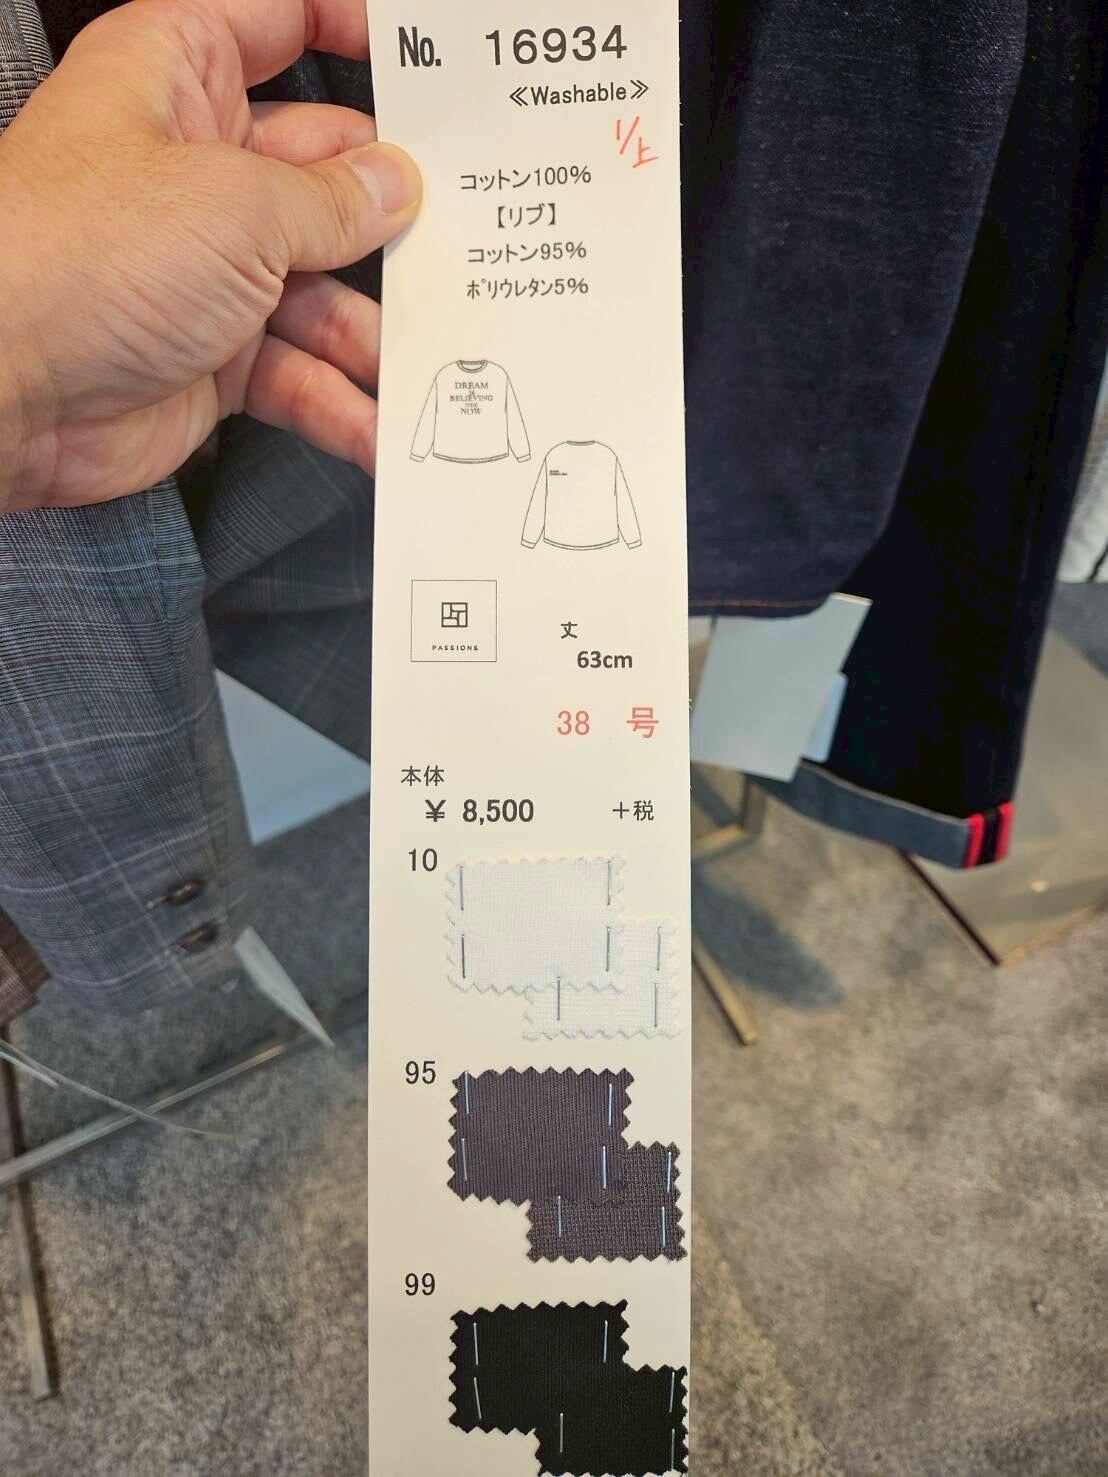 No. 16934
≪Washable≫
1/上
コットン100%
【リブ】
コットン95%
ポリウレタン5%
DREAM
IS
BELIEVING
NOW
PASSIONE
丈
63cm
38 号
本体
¥ 8,500 +税
10
95
99